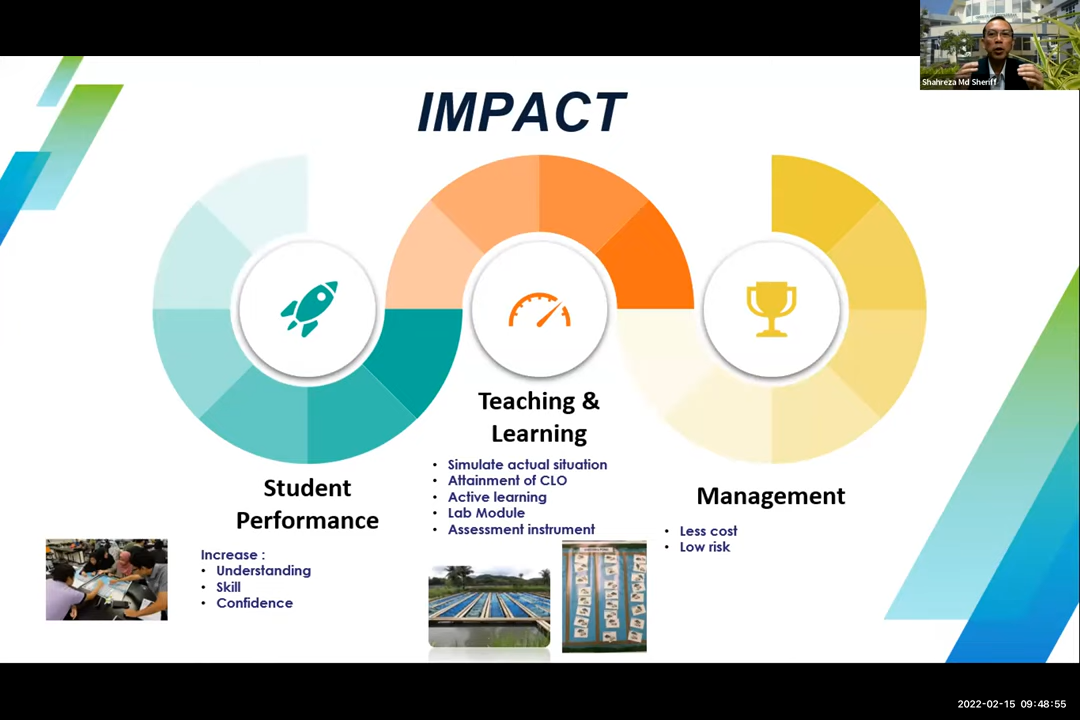 Shahreza Md Sheriff
IMPACT
Student
Performance
Increase :
• Understanding
• Skill
• Confidence
Teaching &
Learning
• Simulate actual situation
• Attainment of CLO
• Active learning
• Lab Module
• Assessment instrument
Management
• Less cost
• Low risk
2022-02-15 09:48:55